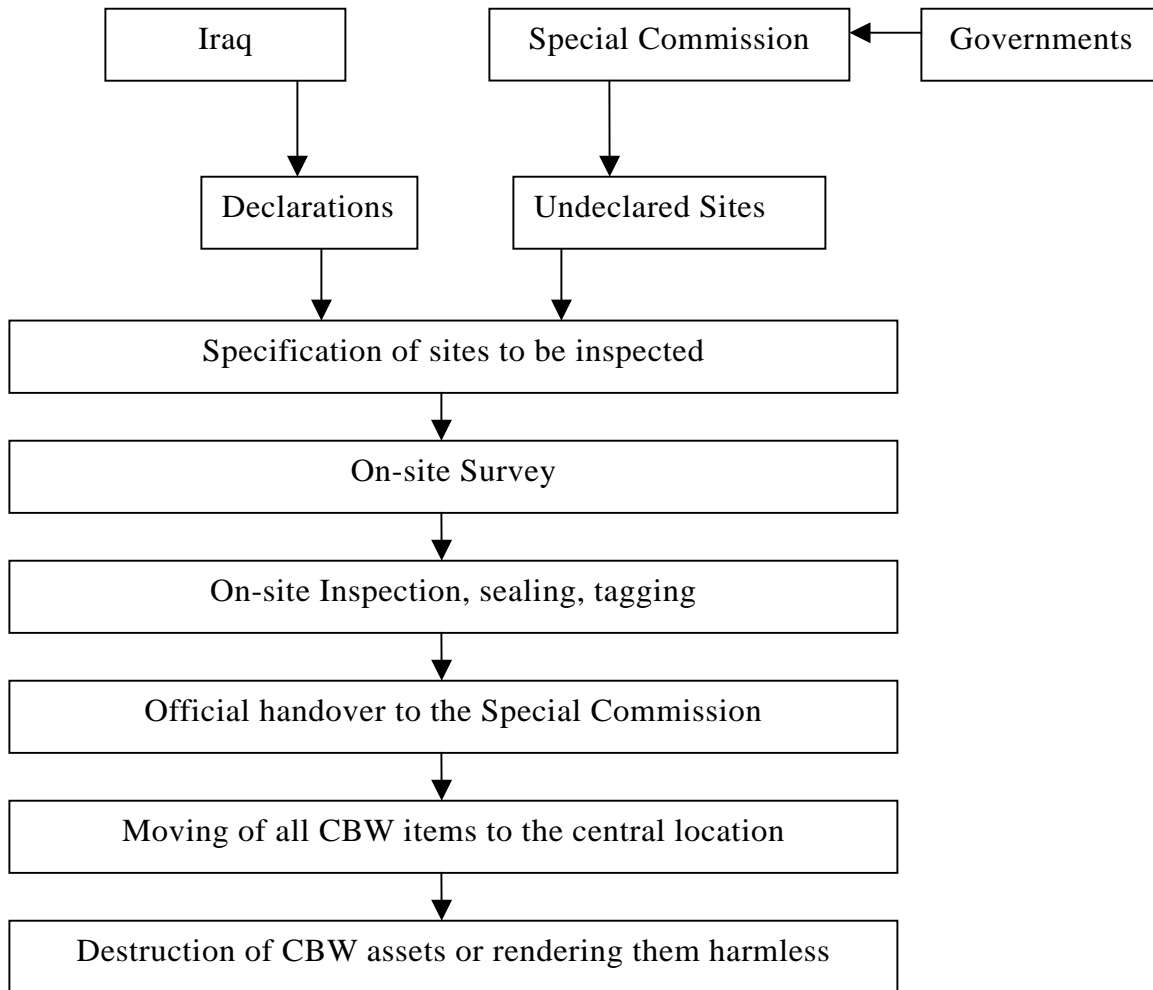 Iraq
Special Commission
Governments
Declarations
Undeclared Sites
Specification of sites to be inspected
On-site Survey
On-site Inspection, sealing, tagging
Official handover to the Special Commission
Moving of all CBW items to the central location
Destruction of CBW assets or rendering them harmless